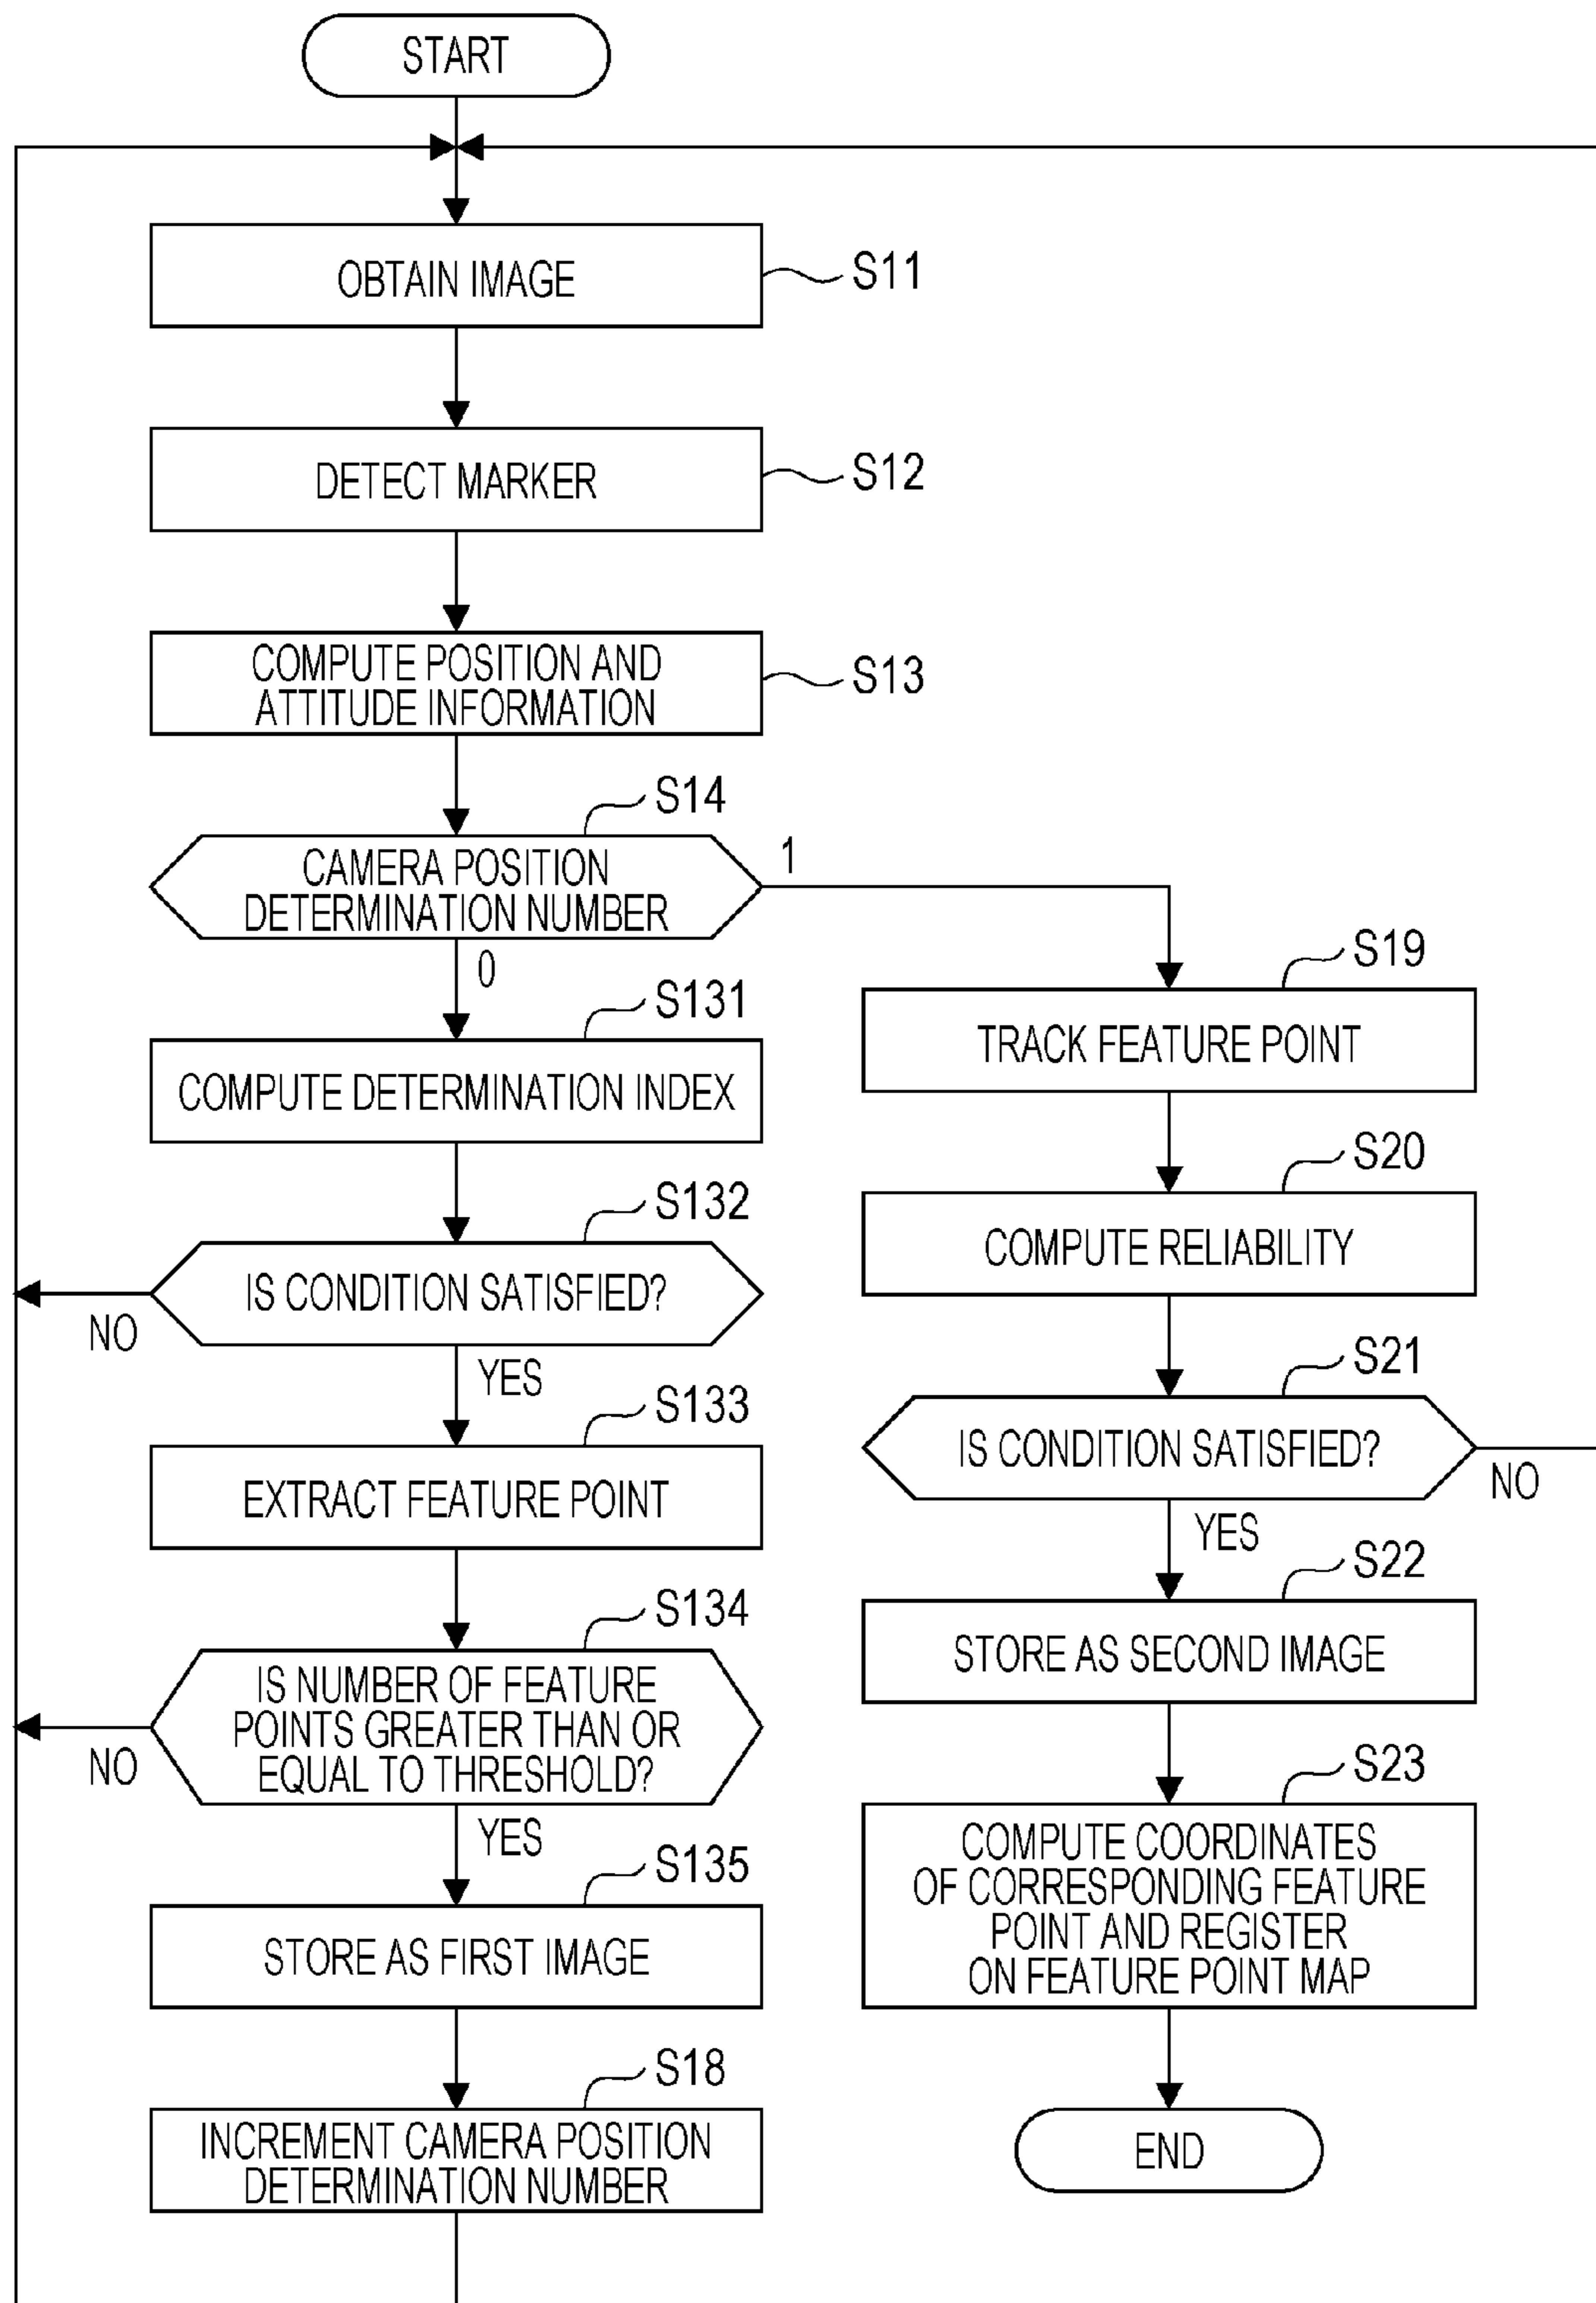 START
OBTAIN IMAGE
S11
DETECT MARKER
S12
COMPUTE POSITION AND
ATTITUDE INFORMATION
S13
S14
CAMERA POSITION
DETERMINATION NUMBER
1
0
S131
COMPUTE DETERMINATION INDEX
S132
IS CONDITION SATISFIED?
NO
YES
S133
EXTRACT FEATURE POINT
S134
IS NUMBER OF FEATURE
POINTS GREATER THAN OR
EQUAL TO THRESHOLD?
NO
YES
S135
STORE AS FIRST IMAGE
S18
INCREMENT CAMERA POSITION
DETERMINATION NUMBER
S19
TRACK FEATURE POINT
S20
COMPUTE RELIABILITY
S21
IS CONDITION SATISFIED?
NO
YES
S22
STORE AS SECOND IMAGE
S23
COMPUTE COORDINATES
OF CORRESPONDING FEATURE
POINT AND REGISTER
ON FEATURE POINT MAP
END